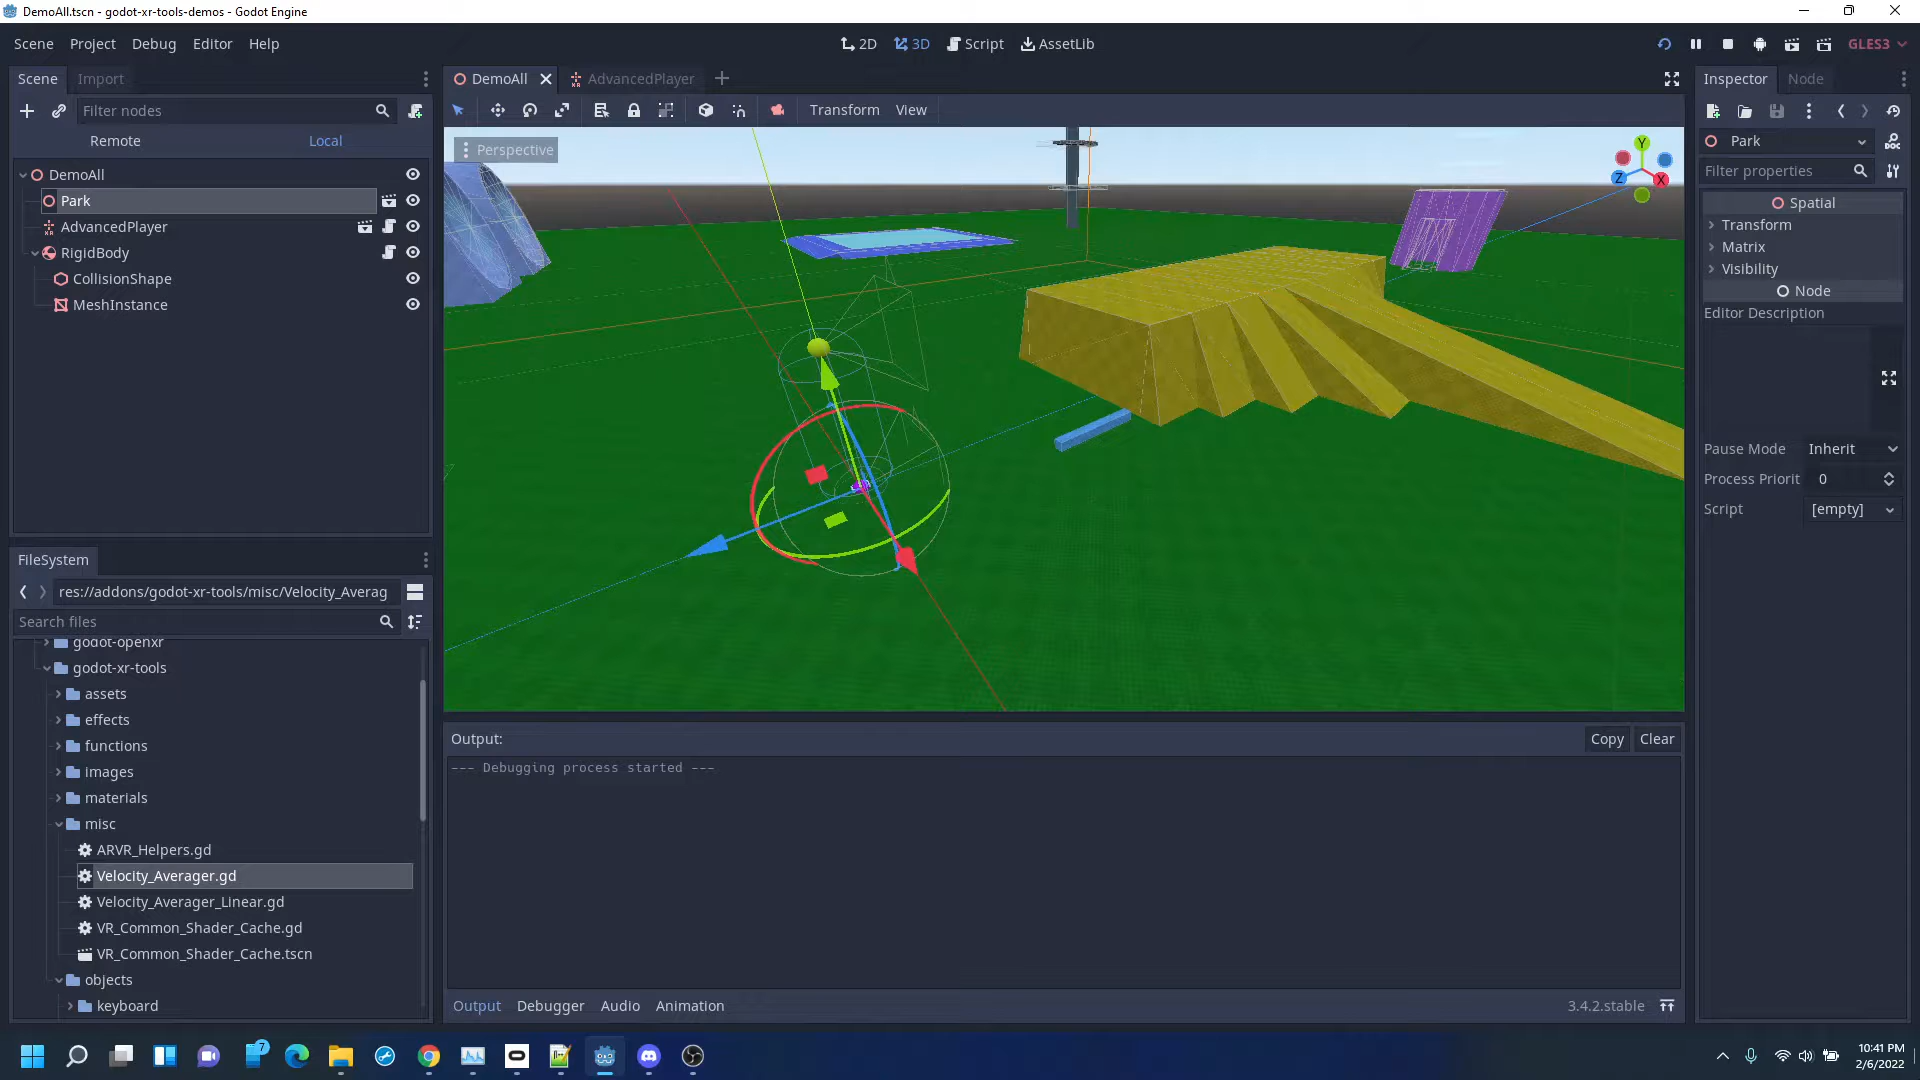 DemoAll.tscn - godot-xr-tools-demos - Godot Engine
Scene Project Debug Editor Help
2D 3D Script AssetLib
GLES3
Scene Import
DemoAll AdvancedPlayer
Inspector Node
Filter nodes
Transform View
Remote Local
Perspective
Park
Filter properties
DemoAll
Park
AdvancedPlayer
RigidBody
CollisionShape
MeshInstance
Y
Z
X
Spatial
Transform
Matrix
Visibility
Node
Editor Description
Pause Mode Inherit
Process Priorit 0
Script [empty]
FileSystem
res://addons/godot-xr-tools/misc/Velocity_Averag
Search files
godot-openxr
godot-xr-tools
assets
effects
functions
images
materials
misc
ARVR_Helpers.gd
Velocity_Averager.gd
Velocity_Averager_Linear.gd
VR_Common_Shader_Cache.gd
VR_Common_Shader_Cache.tscn
objects
keyboard
Output:
Copy Clear
--- Debugging process started ---
Output Debugger Audio Animation
3.4.2.stable
7
10:41 PM
2/6/2022